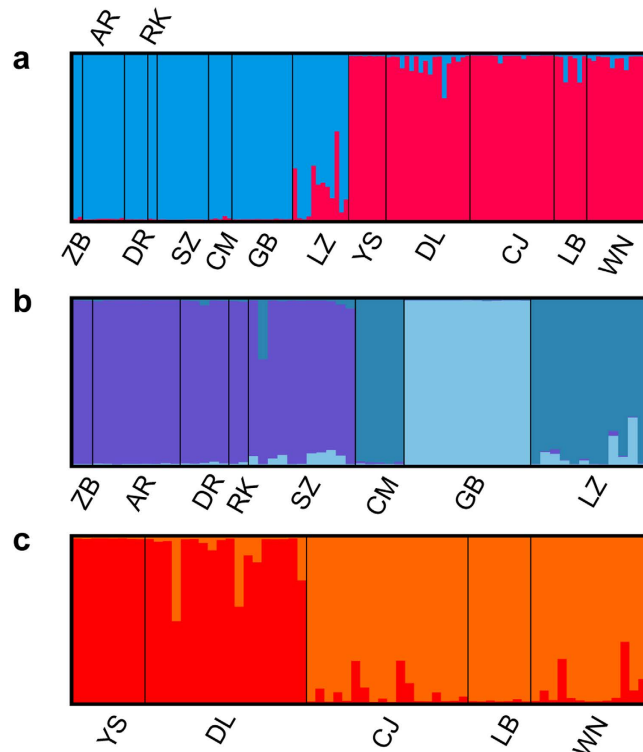 AR RK
a
ZB DR SZ CM GB LZ YS DL CJ LB WN
b
ZB AR DR RK SZ CM GB LZ
c
YS DL CJ LB WN